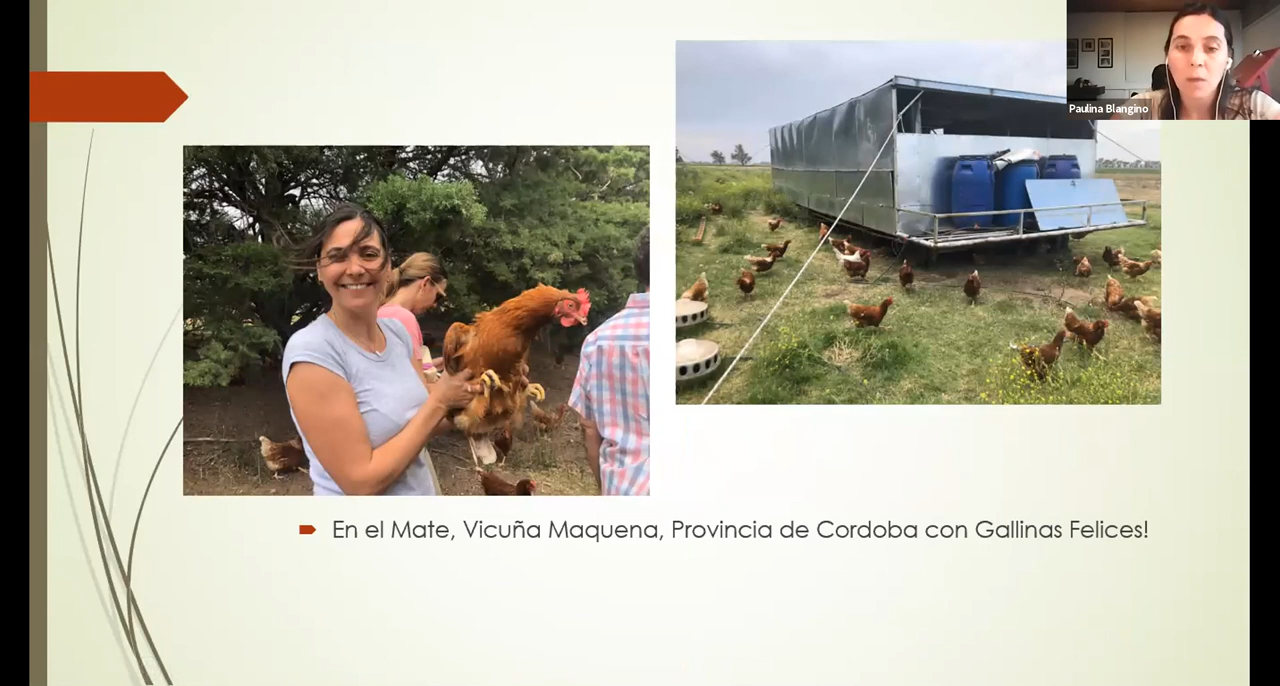 Paulina Blangino
En el Mate, Vicuña Maquena, Provincia de Cordoba con Gallinas Felices!